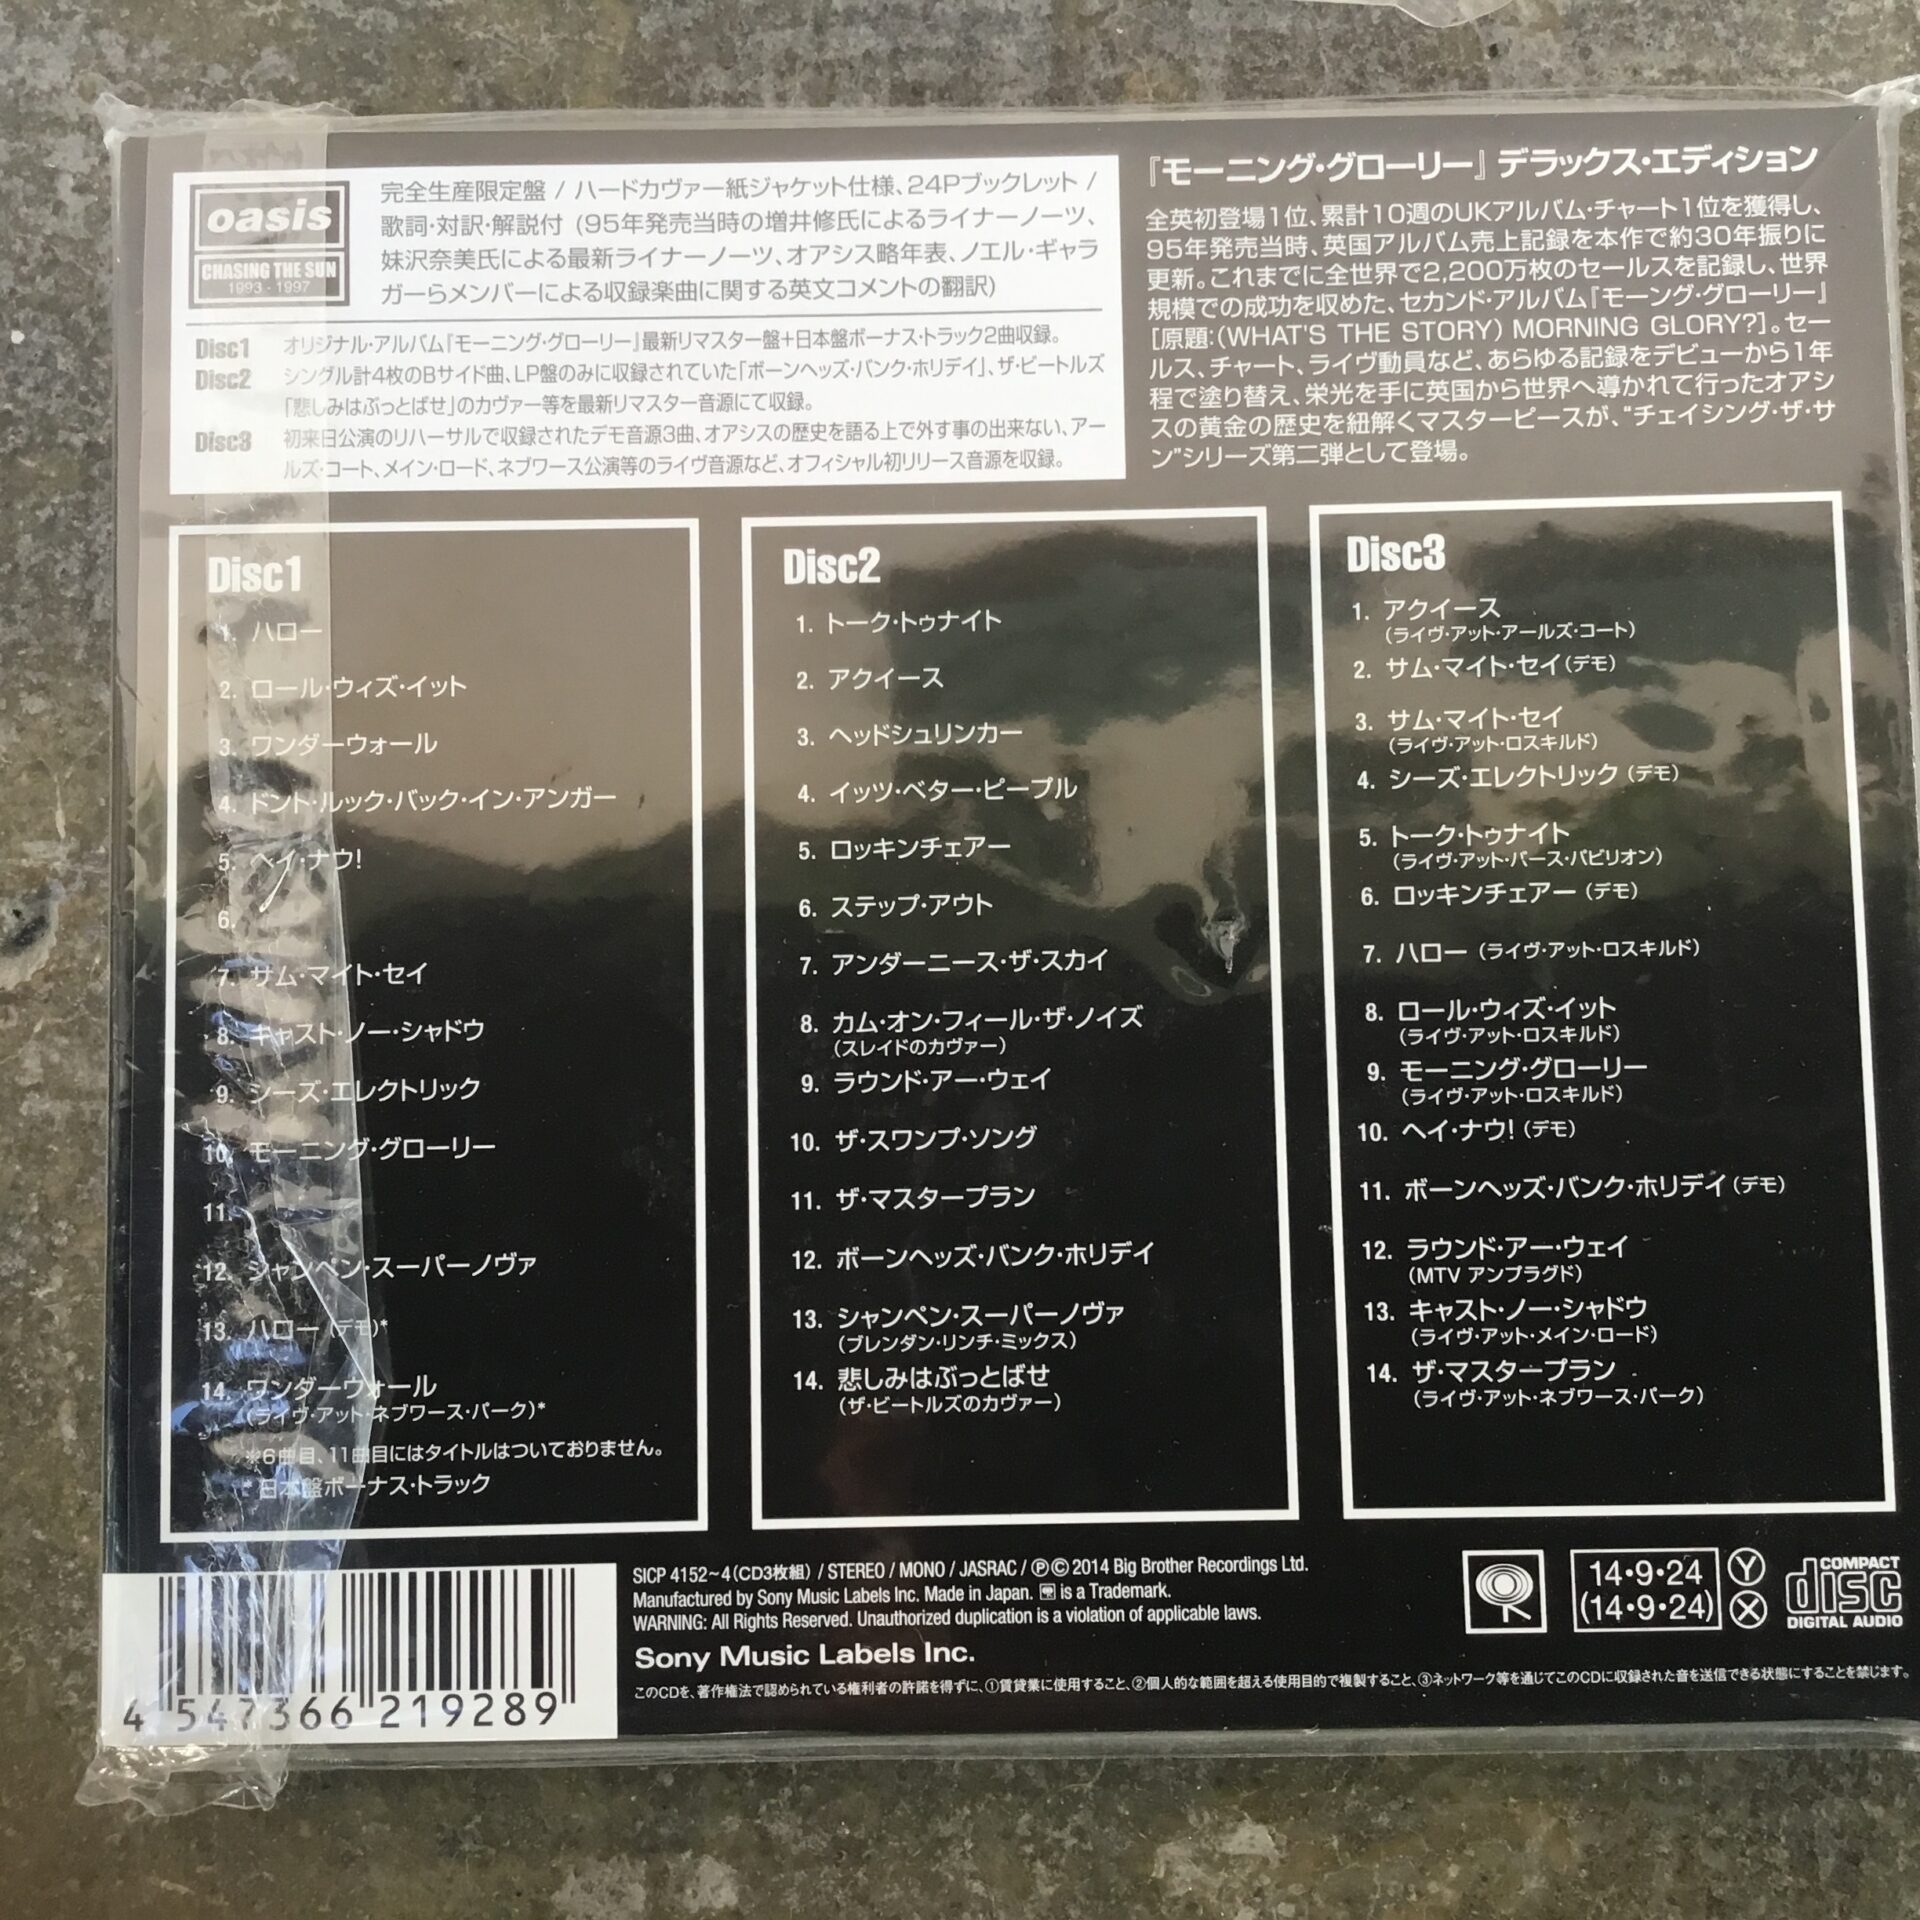 oasis
CHASING THE SUN
1993 - 1997
完全生産限定盤 / ハードカヴァー紙ジャケット仕様、24Pブックレット /
歌詞・対訳・解説付 (95年発売当時の増井修氏によるライナーノーツ、
妹沢奈美氏による最新ライナーノーツ、オアシス略年表、ノエル・ギャラ
ガーらメンバーによる収録楽曲に関する英文コメントの翻訳)
Disc1 オリジナル・アルバム『モーニング・グローリー』最新リマスター盤+日本盤ボーナス・トラック2曲収録。
Disc2 シングル計4枚のBサイド曲、LP盤のみに収録されていた「ボーンヘッズ・バンク・ホリデイ」、ザ・ビートルズ
「悲しみはぶっとばせ」のカヴァー等を最新リマスター音源にて収録。
Disc3 初来日公演のリハーサルで収録されたデモ音源3曲、オアシスの歴史を語る上で外す事の出来ない、アー
ルズ・コート、メイン・ロード、ネブワース公演等のライヴ音源など、オフィシャル初リリース音源を収録。
『モーニング・グローリー』 デラックス・エディション
全英初登場1位、累計10週のUKアルバム・チャート1位を獲得し、
95年発売当時、英国アルバム売上記録を本作で約30年振りに
更新。これまでに全世界で2,200万枚のセールスを記録し、世界
規模での成功を収めた、セカンド・アルバム『モーング・グローリー』
[原題:(WHAT'S THE STORY) MORNING GLORY?]。セー
ルス、チャート、ライヴ動員など、あらゆる記録をデビューから1年
程で塗り替え、栄光を手に英国から世界へ導かれて行ったオアシ
スの黄金の歴史を紐解くマスターピースが、“チェイシング・ザ・サ
ン”シリーズ第二弾として登場。
Disc1
1. ハロー
2. ロール・ウィズ・イット
3. ワンダーウォール
4. ドント・ルック・バック・イン・アンガー
5. ヘイ・ナウ!
6.
7. サム・マイト・セイ
8. キャスト・ノー・シャドウ
9. シーズ・エレクトリック
10. モーニング・グローリー
11.
12. シャンペン・スーパーノヴァ
13. ハロー (デモ)*
14. ワンダーウォール
(ライヴ・アット・ネブワース・パーク)*
※6曲目、11曲目にはタイトルはついておりません。
* 日本盤ボーナス・トラック
Disc2
1. トーク・トゥナイト
2. アクイース
3. ヘッドシュリンカー
4. イッツ・ベター・ピープル
5. ロッキンチェアー
6. ステップ・アウト
7. アンダーニース・ザ・スカイ
8. カム・オン・フィール・ザ・ノイズ
(スレイドのカヴァー)
9. ラウンド・アー・ウェイ
10. ザ・スワンプ・ソング
11. ザ・マスタープラン
12. ボーンヘッズ・バンク・ホリデイ
13. シャンペン・スーパーノヴァ
(ブレンダン・リンチ・ミックス)
14. 悲しみはぶっとばせ
(ザ・ビートルズのカヴァー)
Disc3
1. アクイース
(ライヴ・アット・アールズ・コート)
2. サム・マイト・セイ (デモ)
3. サム・マイト・セイ
(ライヴ・アット・ロスキルド)
4. シーズ・エレクトリック (デモ)
5. トーク・トゥナイト
(ライヴ・アット・バース・パビリオン)
6. ロッキンチェアー (デモ)
7. ハロー (ライヴ・アット・ロスキルド)
8. ロール・ウィズ・イット
(ライヴ・アット・ロスキルド)
9. モーニング・グローリー
(ライヴ・アット・ロスキルド)
10. ヘイ・ナウ! (デモ)
11. ボーンヘッズ・バンク・ホリデイ (デモ)
12. ラウンド・アー・ウェイ
(MTV アンプラグド)
13. キャスト・ノー・シャドウ
(ライヴ・アット・メイン・ロード)
14. ザ・マスタープラン
(ライヴ・アット・ネブワース・パーク)
4 547366 219289
SICP 4152~4 (CD3枚組) / STEREO / MONO / JASRAC / ℗© 2014 Big Brother Recordings Ltd.
Manufactured by Sony Music Labels Inc. Made in Japan. is a Trademark.
WARNING: All Rights Reserved. Unauthorized duplication is a violation of applicable laws.
Sony Music Labels Inc.
このCDを、著作権法で認められている権利者の許諾を得ずに、①賃貸業に使用すること、②個人的な範囲を超える使用目的で複製すること、③ネットワーク等を通じてこのCDに収録された音を送信できる状態にすることを禁じます。
14・9・24 Ⓨ
(14・9・24) Ⓧ
COMPACT
disc
DIGITAL AUDIO